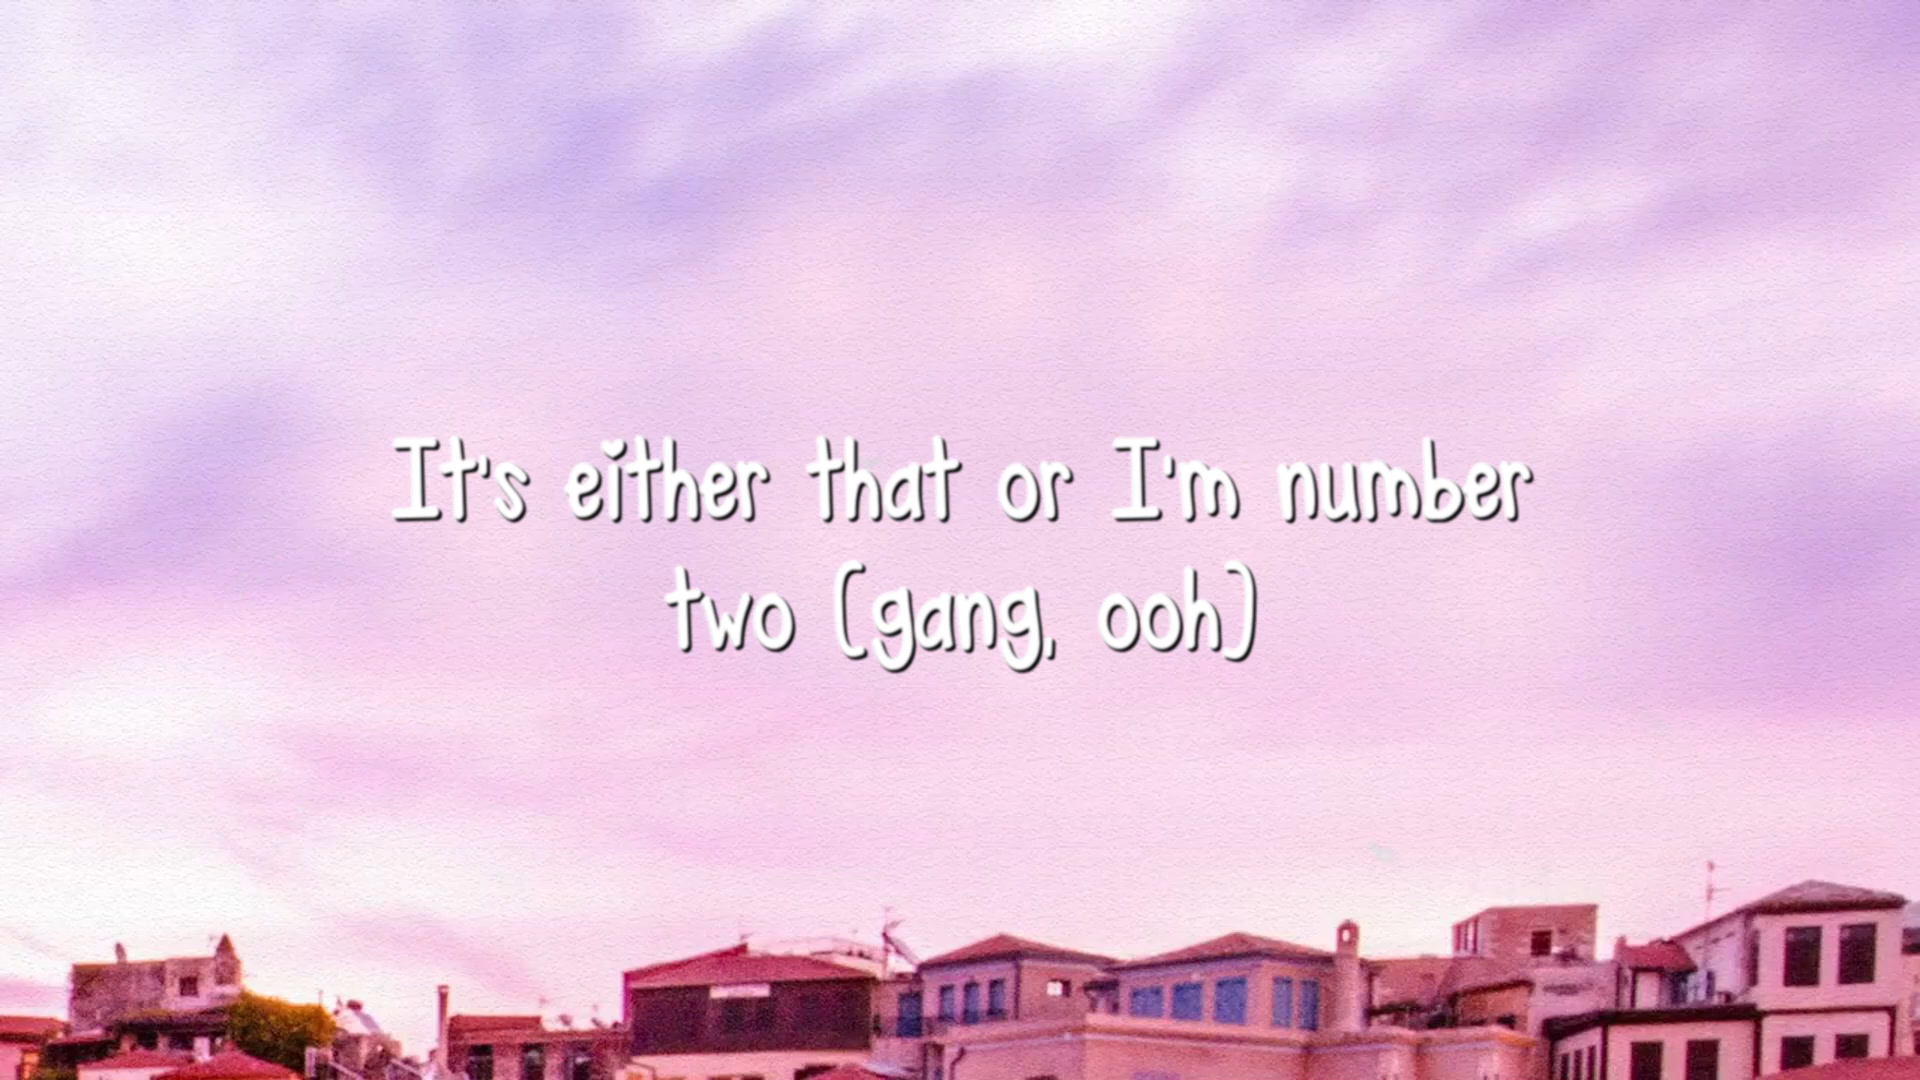 It's either that or I'm number
two (gang, ooh)